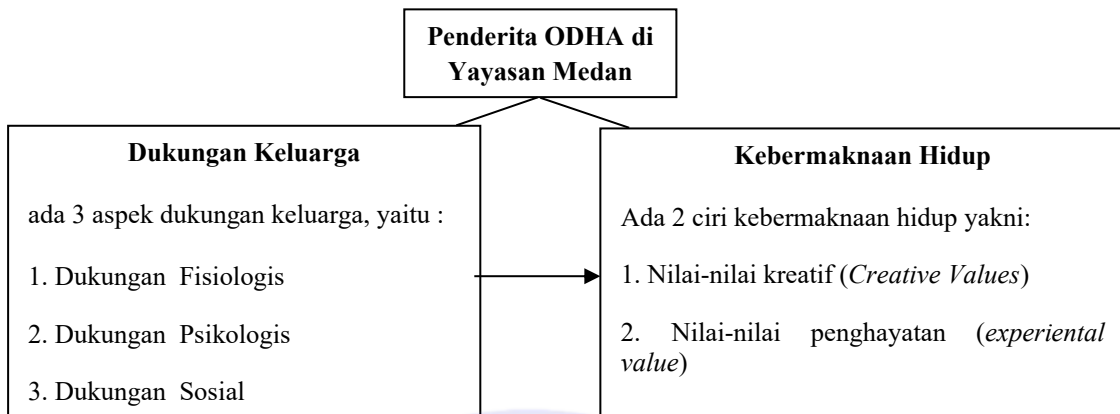 Penderita ODHA di
Yayasan Medan
Dukungan Keluarga
ada 3 aspek dukungan keluarga, yaitu :
1. Dukungan Fisiologis
2. Dukungan Psikologis
3. Dukungan Sosial
Kebermaknaan Hidup
Ada 2 ciri kebermaknaan hidup yakni:
1. Nilai-nilai kreatif (Creative Values)
2. Nilai-nilai penghayatan (experiental
value)